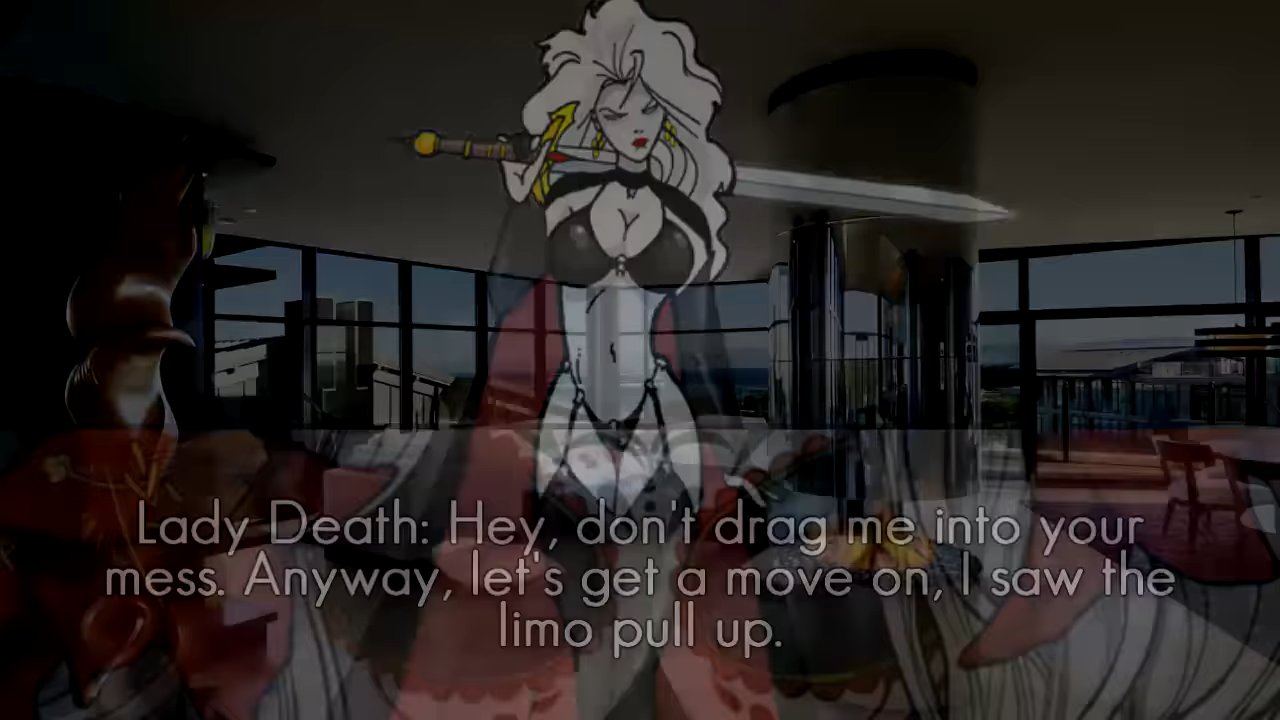 Lady Death: Hey, don't drag me into your
mess. Anyway, let's get a move on, I saw the
limo pull up.